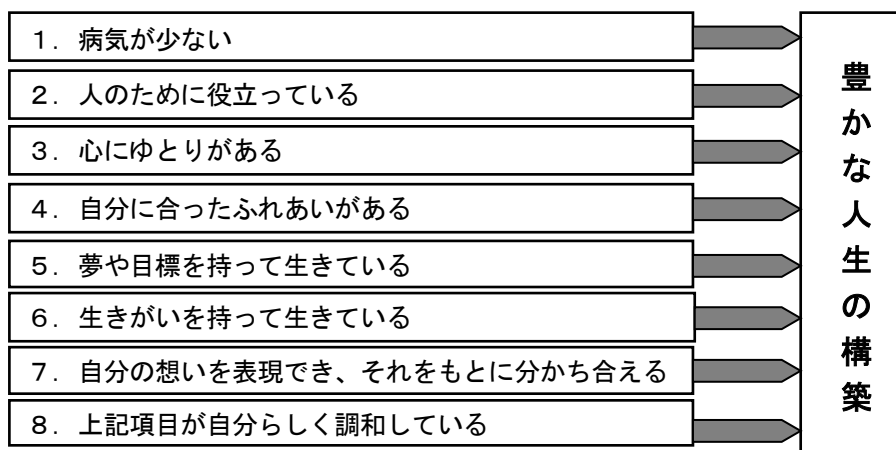 １．病気が少ない
２．人のために役立っている
３．心にゆとりがある
４．自分に合ったふれあいがある
５．夢や目標を持って生きている
６．生きがいを持って生きている
７．自分の想いを表現でき、それをもとに分かち合える
８．上記項目が自分らしく調和している
豊かな人生の構築